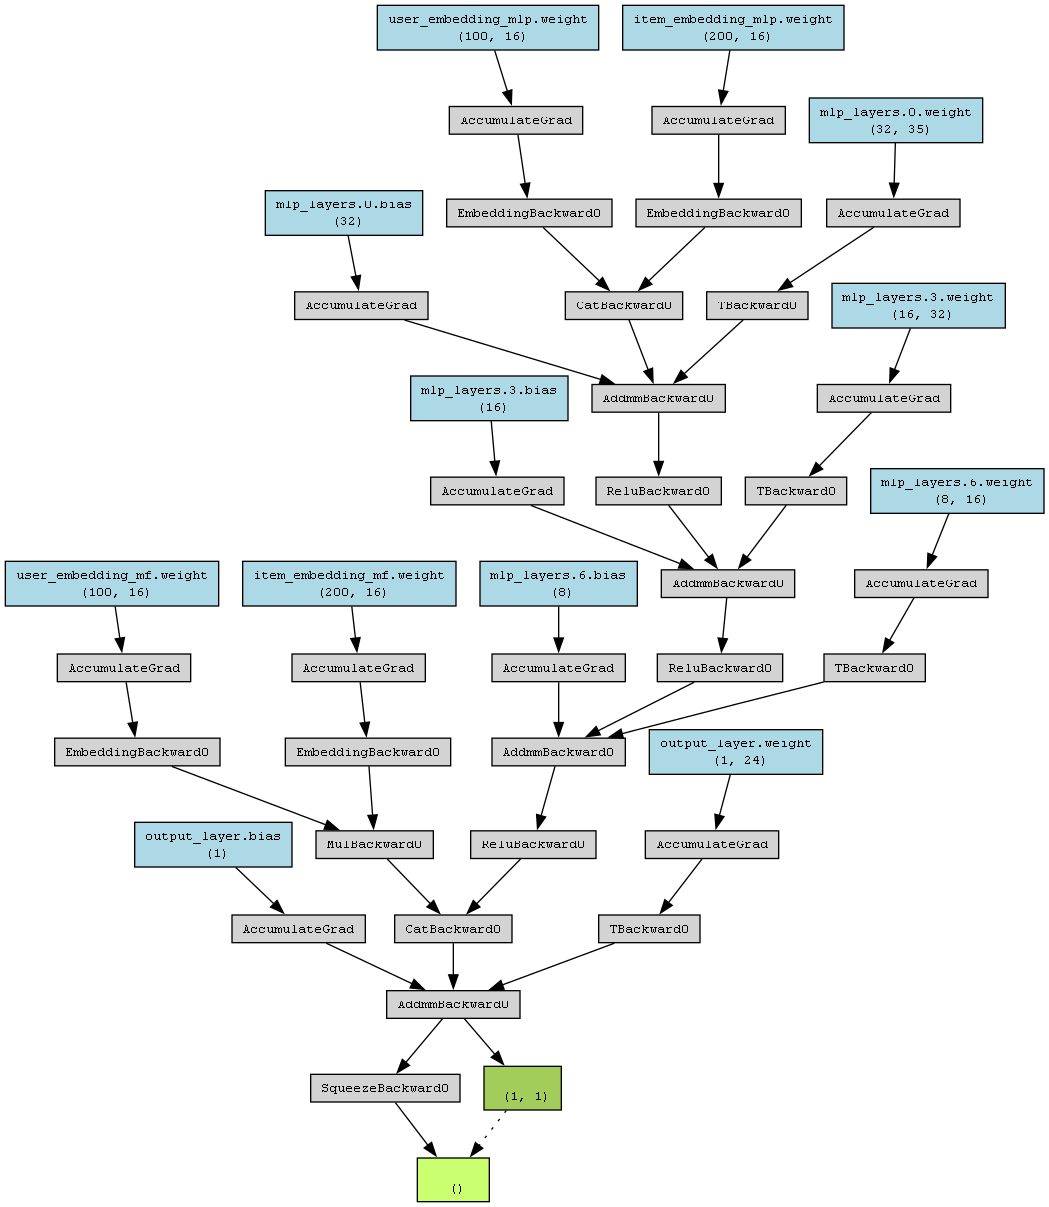 user_embedding_mlp.weight
(100, 16)
item_embedding_mlp.weight
(200, 16)
AccumulateGrad
AccumulateGrad
mlp_layers.0.weight
(32, 35)
mlp_layers.0.bias
(32)
EmbeddingBackward0
EmbeddingBackward0
AccumulateGrad
AccumulateGrad
CatBackward0
TBackward0
mlp_layers.3.weight
(16, 32)
mlp_layers.3.bias
(16)
AddmmBackward0
AccumulateGrad
AccumulateGrad
ReluBackward0
TBackward0
mlp_layers.6.weight
(8, 16)
user_embedding_mf.weight
(100, 16)
item_embedding_mf.weight
(200, 16)
mlp_layers.6.bias
(8)
AddmmBackward0
AccumulateGrad
AccumulateGrad
AccumulateGrad
AccumulateGrad
ReluBackward0
TBackward0
EmbeddingBackward0
EmbeddingBackward0
AddmmBackward0
output_layer.weight
(1, 24)
output_layer.bias
(1)
MulBackward0
ReluBackward0
AccumulateGrad
AccumulateGrad
CatBackward0
TBackward0
AddmmBackward0
SqueezeBackward0
(1, 1)
()